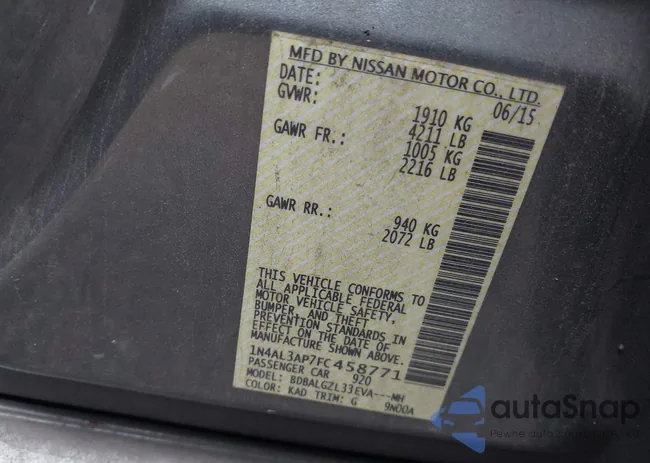 MFD BY NISSAN MOTOR CO., LTD.
DATE: 06/15
GVWR: 1910 KG
4211 LB
GAWR FR.: 1005 KG
2216 LB
GAWR RR.: 940 KG
2072 LB
THIS VEHICLE CONFORMS TO
ALL APPLICABLE FEDERAL
MOTOR VEHICLE SAFETY,
BUMPER, AND THEFT
PREVENTION STANDARDS IN
EFFECT ON THE DATE OF
MANUFACTURE SHOWN ABOVE.
1N4AL3AP7FC458771
PASSENGER CAR 920
MODEL: BDBALGZL33EVA---MH
COLOR: KAD TRIM: G 9N00A
autoSnap
Pewne auto